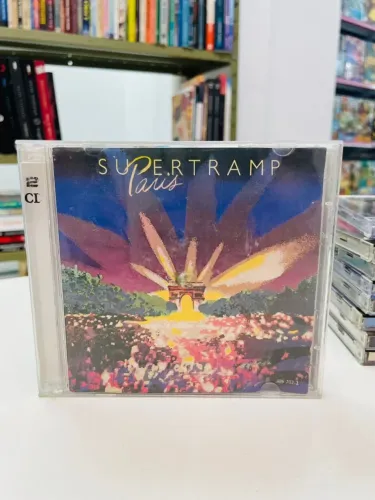 SUPERTRAMP
Paris
2
CD